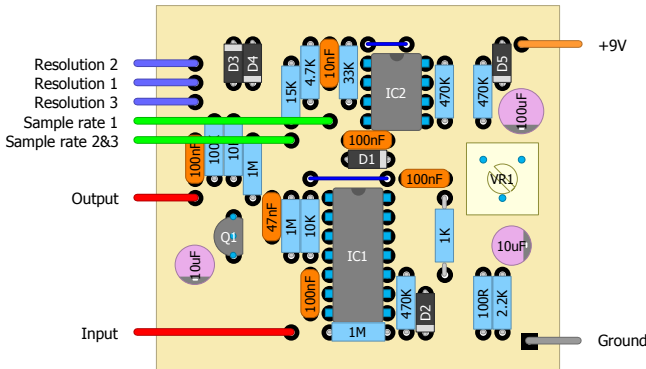 Resolution 2
Resolution 1
Resolution 3
Sample rate 1
Sample rate 2&3
Output
Input
+9V
Ground
D3
D4
15K
4.7K
10nF
33K
IC2
470K
470K
D5
100uF
100nF
D1
100nF
1M
100nF
VR1
47nF
1M
10K
IC1
1K
Q1
10uF
10uF
100nF
1M
470K
D2
100R
2.2K